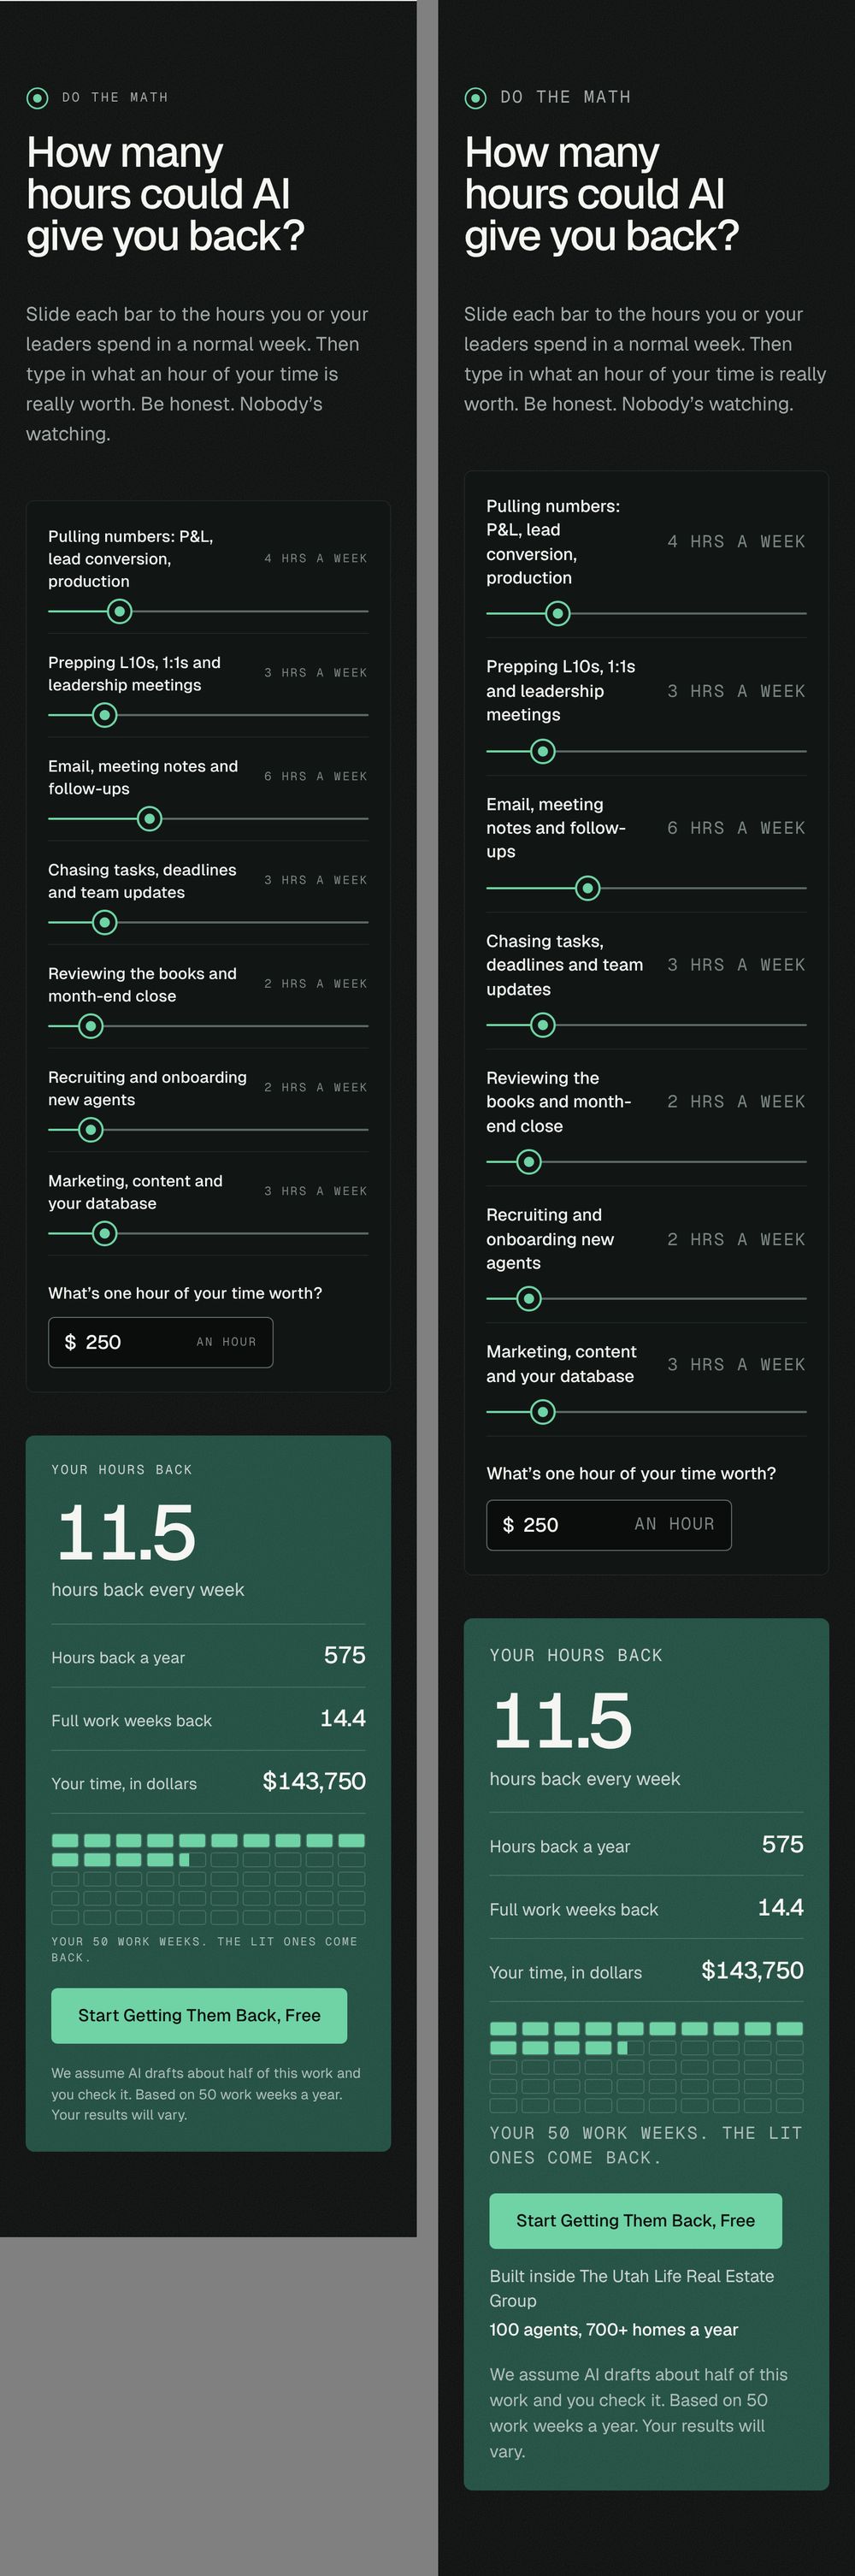 DO THE MATH
How many
hours could AI
give you back?
Slide each bar to the hours you or your
leaders spend in a normal week. Then
type in what an hour of your time is
really worth. Be honest. Nobody’s
watching.
Pulling numbers: P&L,
lead conversion,
production
4 HRS A WEEK
Prepping L10s, 1:1s and
leadership meetings
3 HRS A WEEK
Email, meeting notes and
follow-ups
6 HRS A WEEK
Chasing tasks, deadlines
and team updates
3 HRS A WEEK
Reviewing the books and
month-end close
2 HRS A WEEK
Recruiting and onboarding
new agents
2 HRS A WEEK
Marketing, content and
your database
3 HRS A WEEK
What’s one hour of your time worth?
$ 250 AN HOUR
YOUR HOURS BACK
11.5
hours back every week
Hours back a year 575
Full work weeks back 14.4
Your time, in dollars $143,750
YOUR 50 WORK WEEKS. THE LIT ONES COME
BACK.
Start Getting Them Back, Free
We assume AI drafts about half of this work and
you check it. Based on 50 work weeks a year.
Your results will vary.
DO THE MATH
How many
hours could AI
give you back?
Slide each bar to the hours you or your
leaders spend in a normal week. Then
type in what an hour of your time is really
worth. Be honest. Nobody’s watching.
Pulling numbers:
P&L, lead
conversion,
production
4 HRS A WEEK
Prepping L10s, 1:1s
and leadership
meetings
3 HRS A WEEK
Email, meeting
notes and follow-
ups
6 HRS A WEEK
Chasing tasks,
deadlines and team
updates
3 HRS A WEEK
Reviewing the
books and month-
end close
2 HRS A WEEK
Recruiting and
onboarding new
agents
2 HRS A WEEK
Marketing, content
and your database
3 HRS A WEEK
What’s one hour of your time worth?
$ 250 AN HOUR
YOUR HOURS BACK
11.5
hours back every week
Hours back a year 575
Full work weeks back 14.4
Your time, in dollars $143,750
YOUR 50 WORK WEEKS. THE LIT
ONES COME BACK.
Start Getting Them Back, Free
Built inside The Utah Life Real Estate
Group
100 agents, 700+ homes a year
We assume AI drafts about half of this
work and you check it. Based on 50
work weeks a year. Your results will
vary.